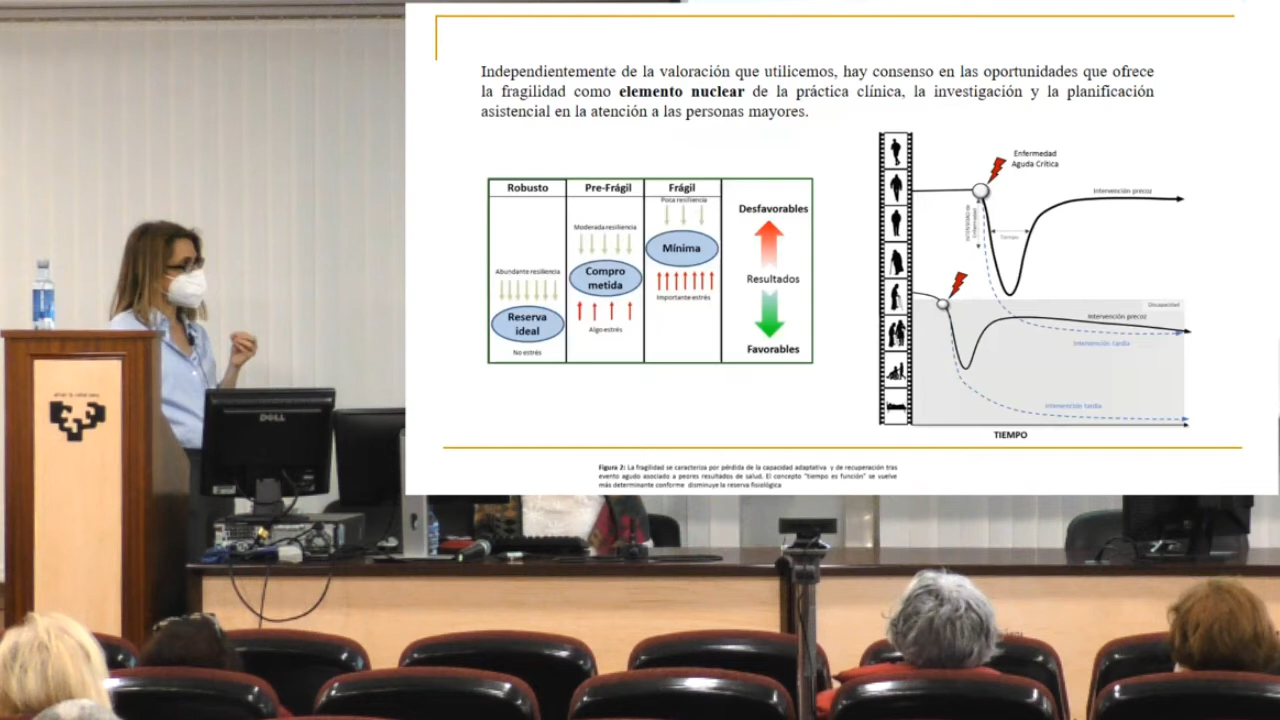 Independientemente de la valoración que utilicemos, hay consenso en las oportunidades que ofrece
la fragilidad como elemento nuclear de la práctica clínica, la investigación y la planificación
asistencial en la atención a las personas mayores.
Robusto
Pre-Frágil
Frágil
Poca resiliencia
Moderada resiliencia
Abundante resiliencia
Mínima
Compro
metida
Reserva
ideal
Importante estrés
Algo estrés
No estrés
Desfavorables
Resultados
Favorables
Enfermedad
Aguda Crítica
Intervención precoz
Tiempo
Discapacidad
Intervención precoz
Intervención tardía
Intervención tardía
TIEMPO
Figura 2: La fragilidad se caracteriza por pérdida de la capacidad adaptativa y de recuperación tras
evento agudo asociado a peores resultados de salud. El concepto "tiempo es función" se vuelve
más determinante conforme disminuye la reserva fisiológica
DELL